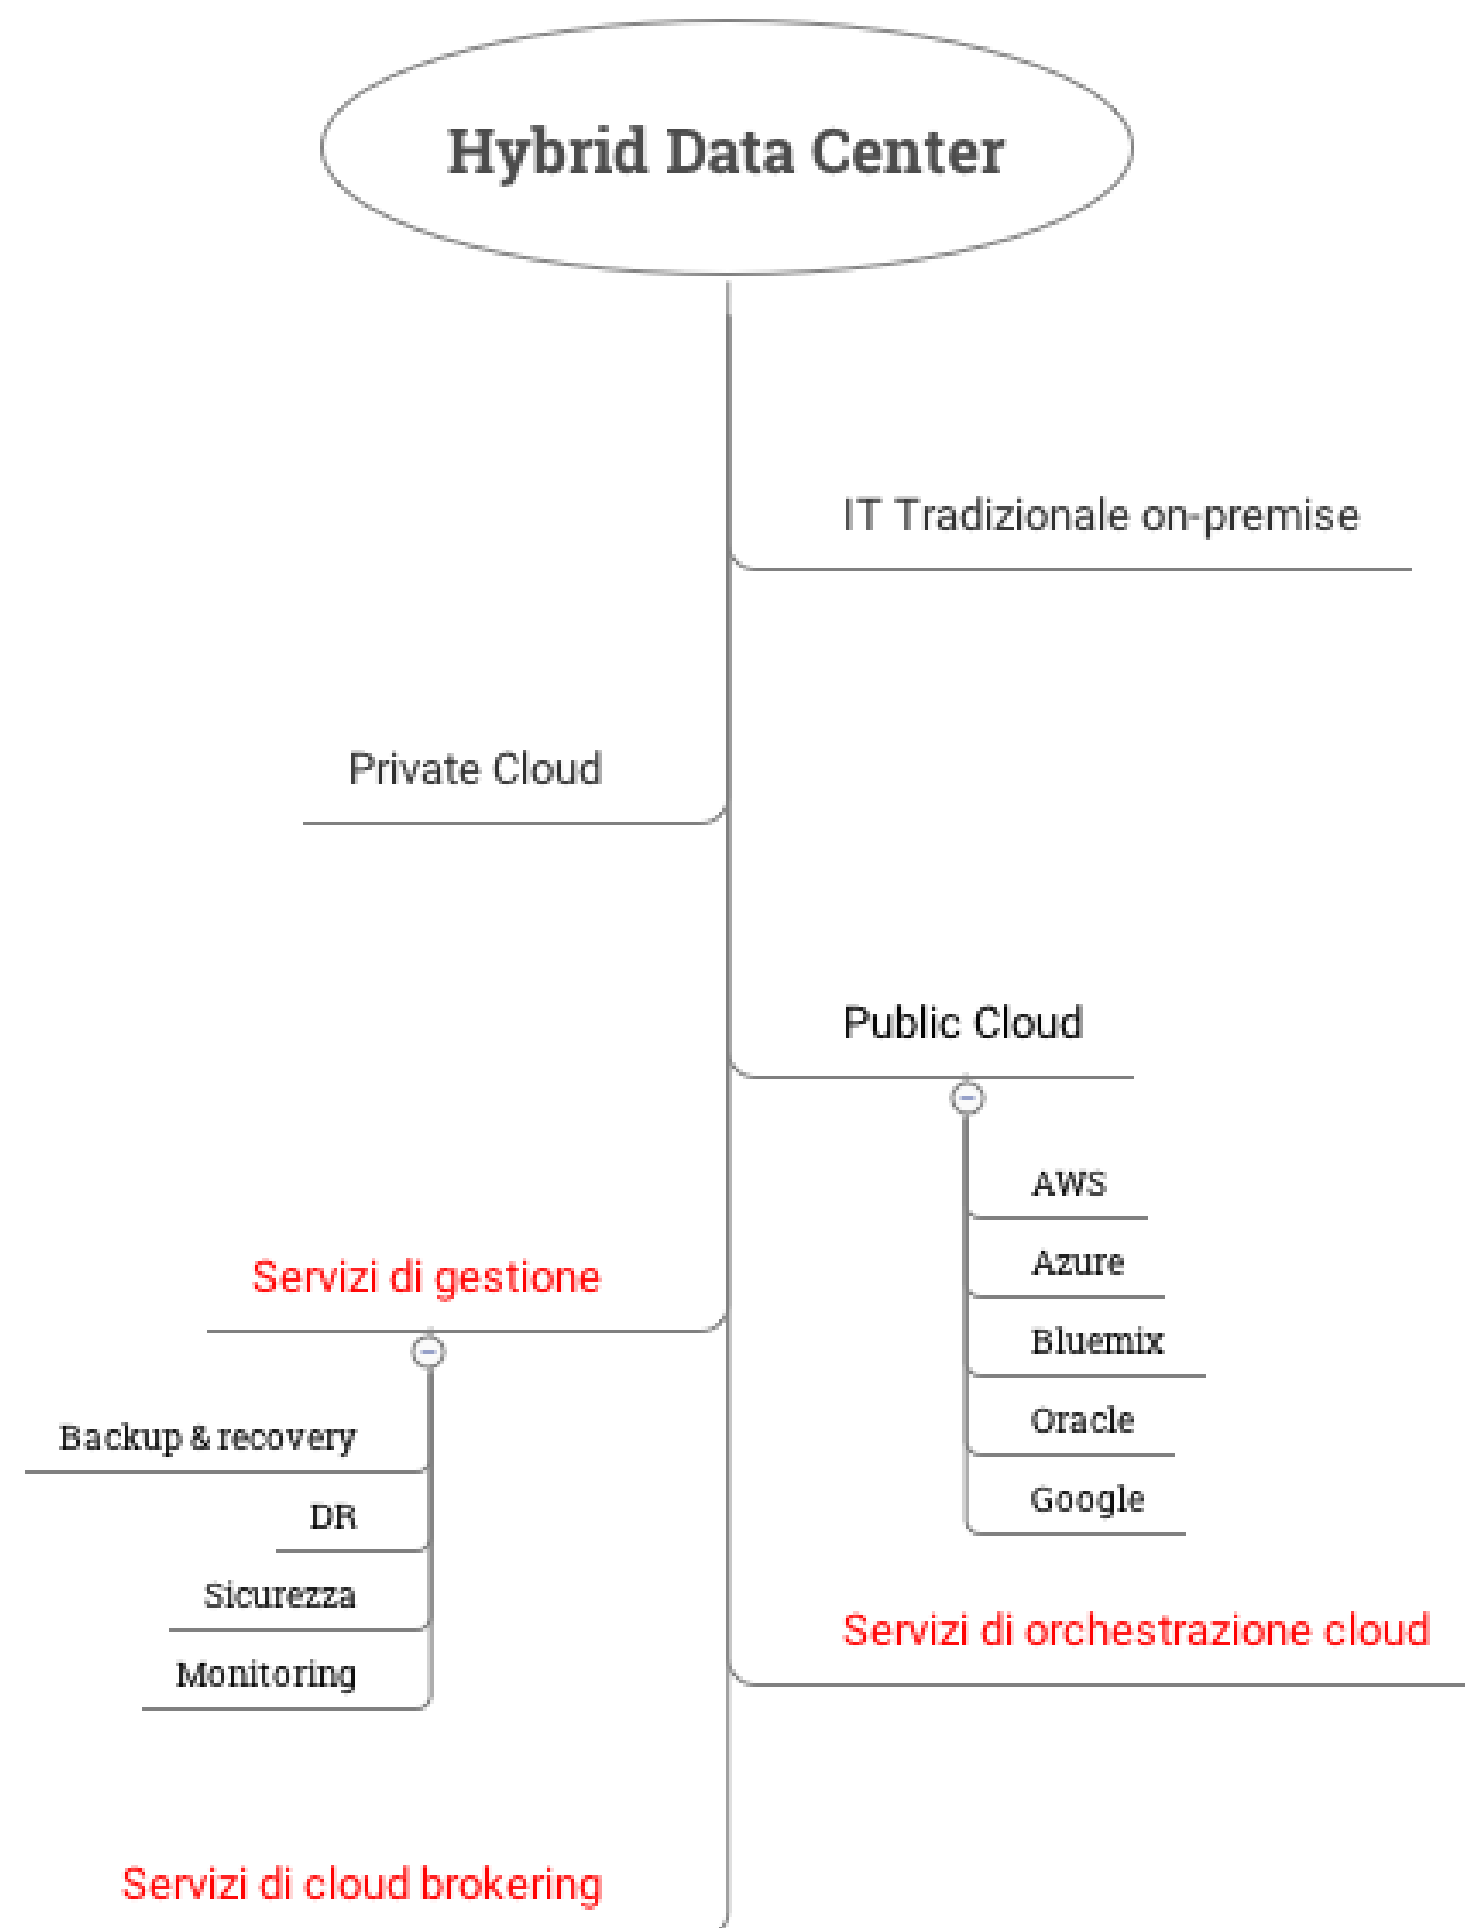 Hybrid Data Center
IT Tradizionale on-premise
Private Cloud
Public Cloud
AWS
Azure
Bluemix
Oracle
Google
Servizi di gestione
Backup & recovery
DR
Sicurezza
Monitoring
Servizi di orchestrazione cloud
Servizi di cloud brokering